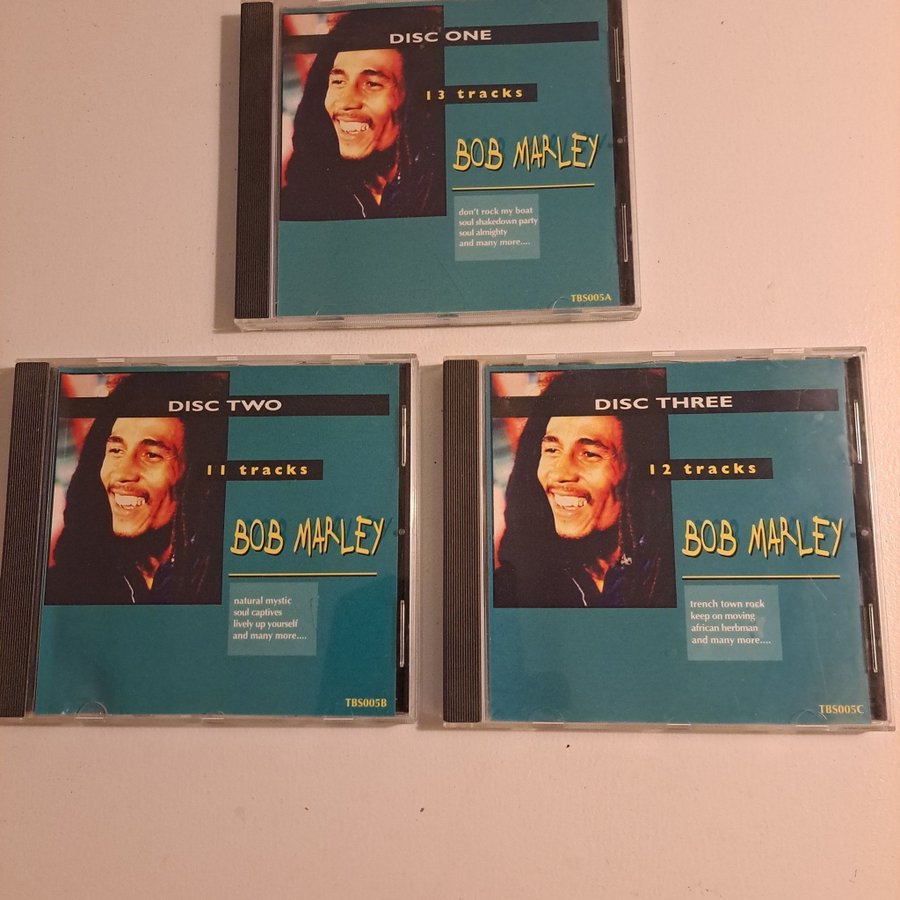 DISC ONE
13 tracks
BOB MARLEY
don't rock my boat
soul shakedown party
soul almighty
and many more....
TBS005A
DISC TWO
11 tracks
BOB MARLEY
natural mystic
soul captives
lively up yourself
and many more....
TBS005B
DISC THREE
12 tracks
BOB MARLEY
trench town rock
keep on moving
african herbman
and many more....
TBS005C